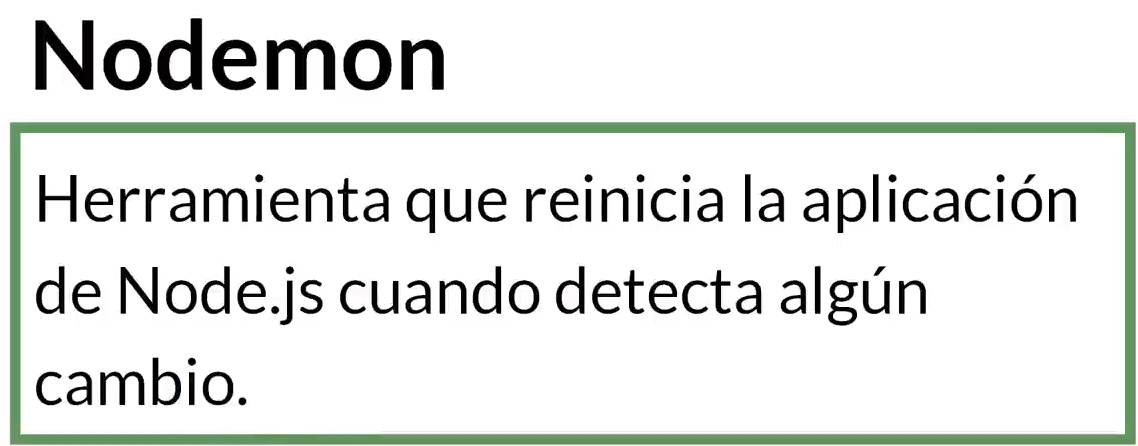 Nodemon
Herramienta que reinicia la aplicación
de Node.js cuando detecta algún
cambio.